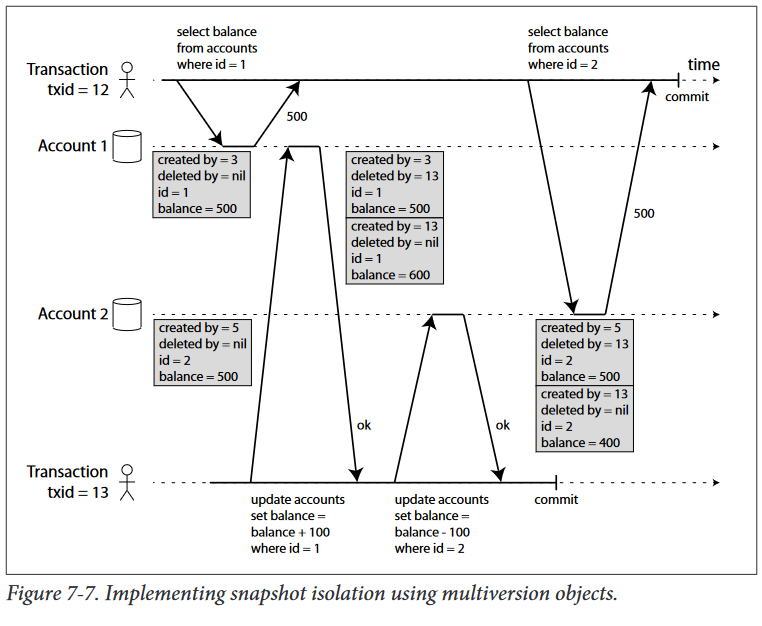 select balance
from accounts
where id = 1
select balance
from accounts
where id = 2
Transaction
txid = 12
time
commit
500
Account 1
created by = 3
deleted by = nil
id = 1
balance = 500
created by = 3
deleted by = 13
id = 1
balance = 500
created by = 13
deleted by = nil
id = 1
balance = 600
500
Account 2
created by = 5
deleted by = nil
id = 2
balance = 500
created by = 5
deleted by = 13
id = 2
balance = 500
created by = 13
deleted by = nil
id = 2
balance = 400
ok
ok
Transaction
txid = 13
update accounts
set balance =
balance + 100
where id = 1
update accounts
set balance =
balance - 100
where id = 2
commit
Figure 7-7. Implementing snapshot isolation using multiversion objects.